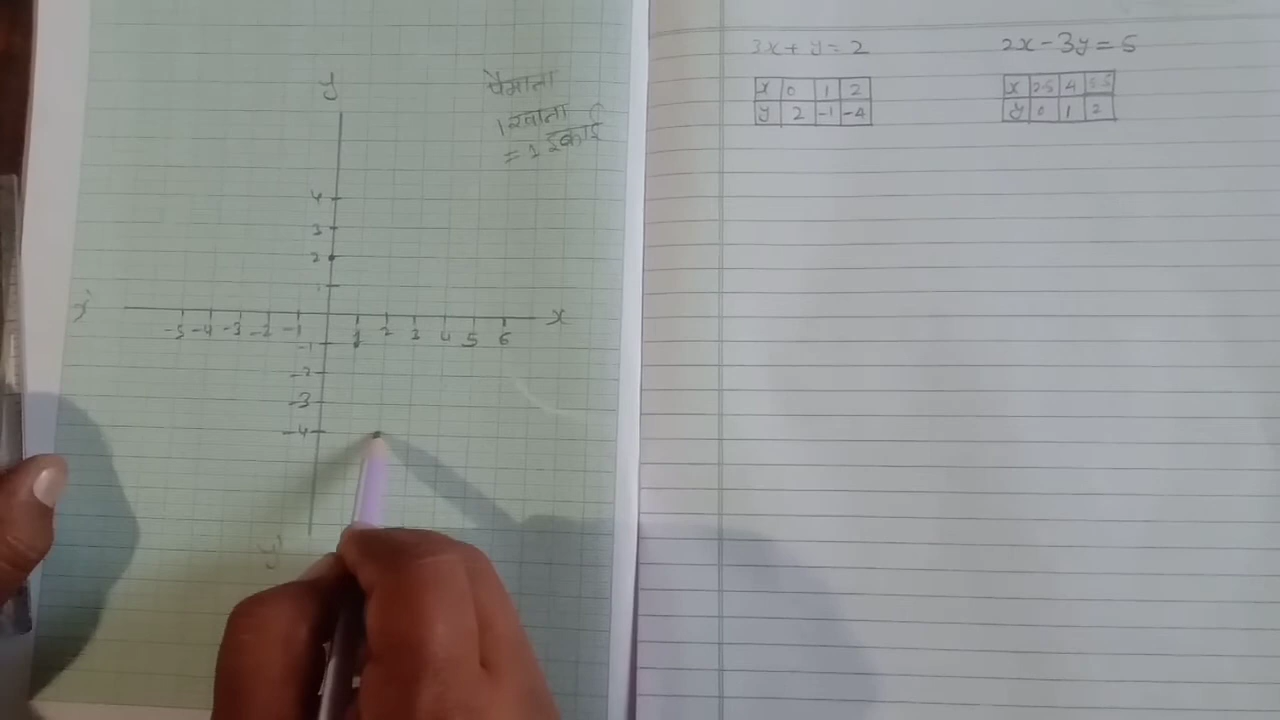 y
पैमाना
1 खाना
= 1 इकाई
4
3
2
1
x' -5 -4 -3 -2 -1 1 2 3 4 5 6 x
-1
-2
-3
-4
y'
3x + y = 2
x 0 1 2
y 2 -1 -4
2x - 3y = 5
x 2.5 4 5.5
y 0 1 2